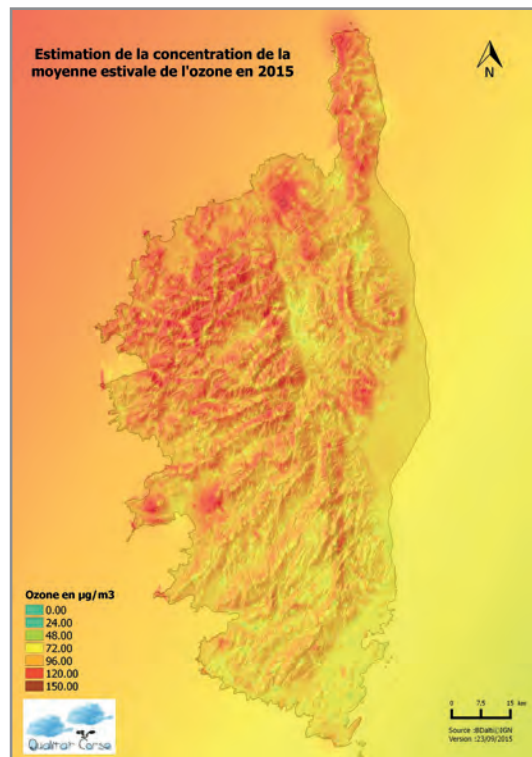 Estimation de la concentration de la
moyenne estivale de l'ozone en 2015
N
Ozone en µg/m3
0.00
24.00
48.00
72.00
96.00
120.00
150.00
Qualitair Corse
0 7,5 15 km
Source :BDalti©IGN
Version :23/09/2015